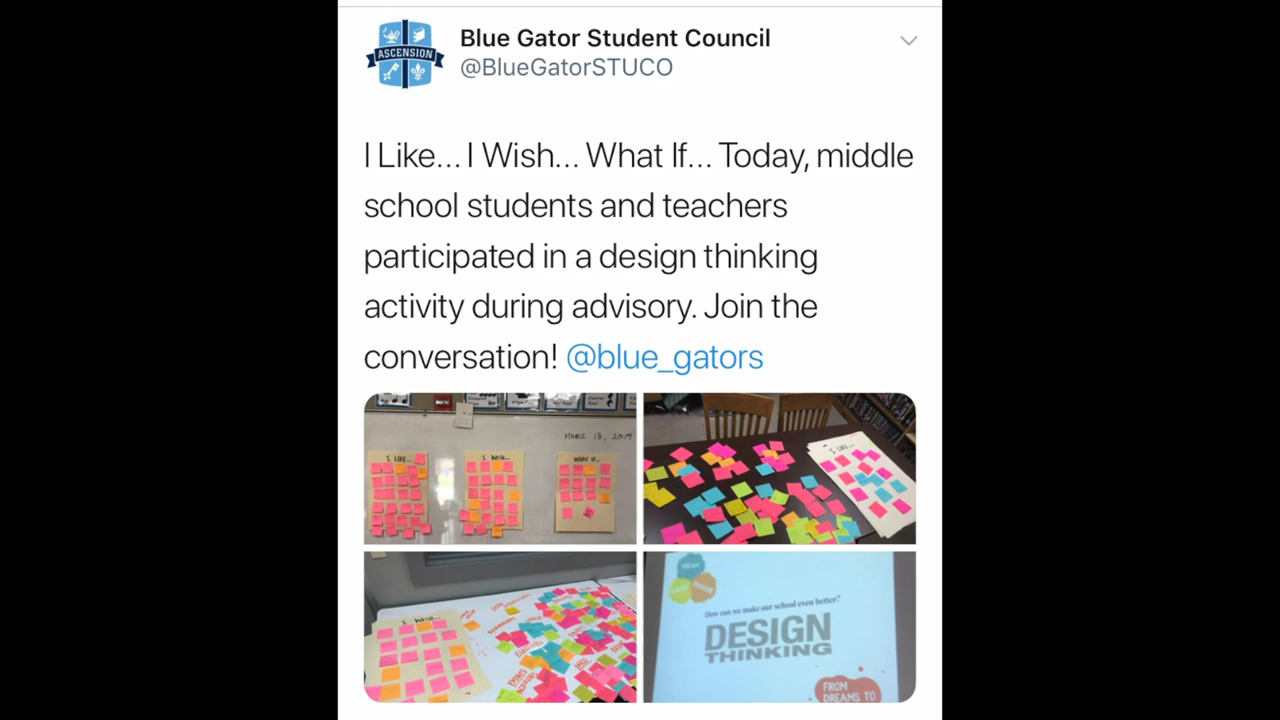 ASCENSION
Blue Gator Student Council
@BlueGatorSTUCO
I Like... I Wish... What If... Today, middle
school students and teachers
participated in a design thinking
activity during advisory. Join the
conversation! @blue_gators
MARCH 13, 2019
I LIKE...
I WISH...
WHAT IF...
I LIKE...
I WISH...
How can we make our school even better?
DESIGN
THINKING
FROM
DREAMS TO